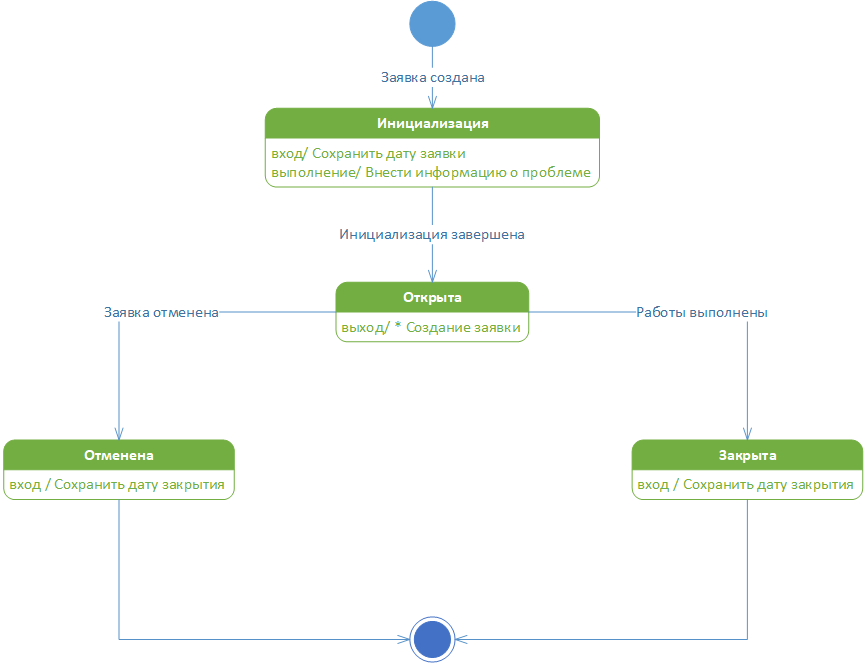 Заявка создана
Инициализация
вход/ Сохранить дату заявки
выполнение/ Внести информацию о проблеме
Инициализация завершена
Открыта
выход/ * Создание заявки
Заявка отменена
Работы выполнены
Отменена
вход / Сохранить дату закрытия
Закрыта
вход / Сохранить дату закрытия